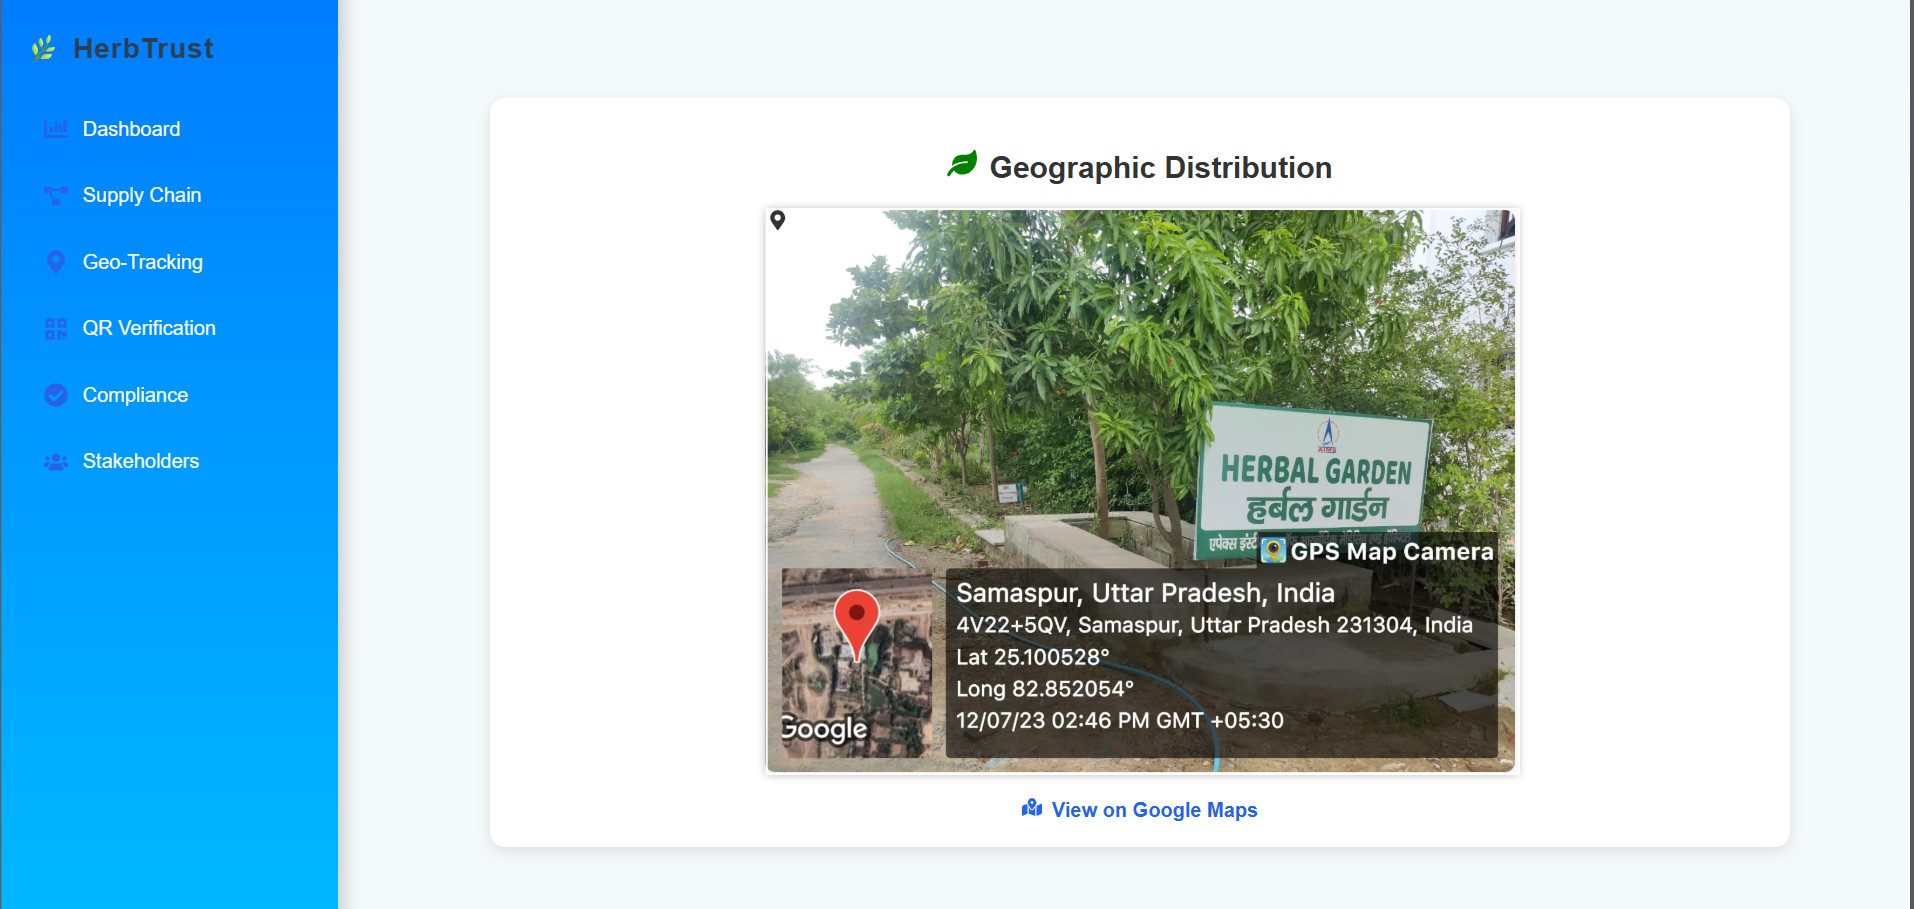 HerbTrust
Dashboard
Supply Chain
Geo-Tracking
QR Verification
Compliance
Stakeholders
Geographic Distribution
HERBAL GARDEN
हर्बल गार्डन
एपेक्स
GPS Map Camera
Samaspur, Uttar Pradesh, India
4V22+5QV, Samaspur, Uttar Pradesh 231304, India
Lat 25.100528°
Long 82.852054°
12/07/23 02:46 PM GMT +05:30
Google
View on Google Maps